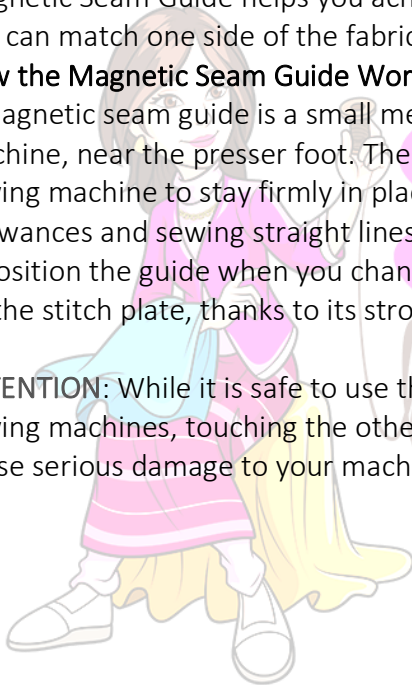 gnetic Seam Guide helps you ach
can match one side of the fabric
w the Magnetic Seam Guide Wor
agnetic seam guide is a small me
chine, near the presser foot. The
ving machine to stay firmly in plac
wances and sewing straight lines
osition the guide when you chan
the stitch plate, thanks to its stro
TENTION: While it is safe to use th
ving machines, touching the othe
se serious damage to your mach